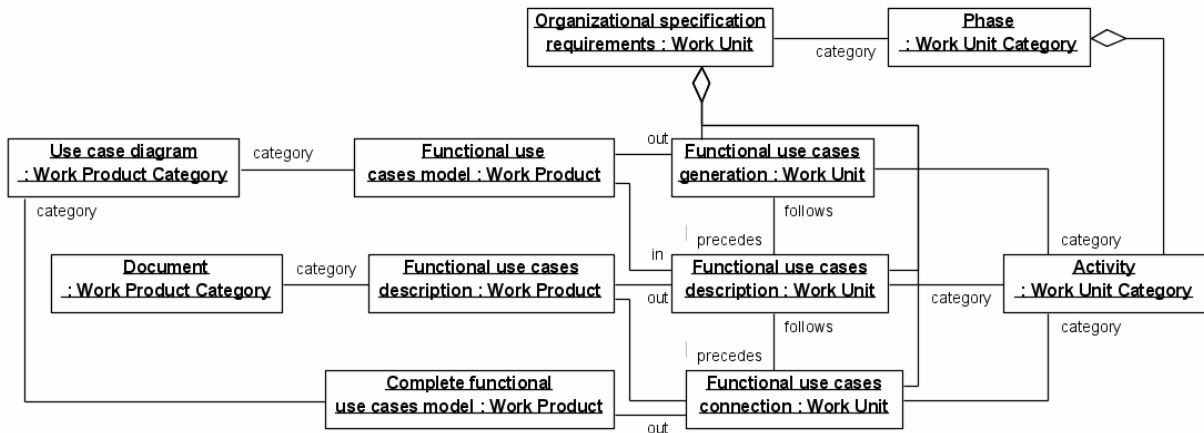 Organizational specification
requirements : Work Unit
Phase
: Work Unit Category
category
out
Use case diagram
: Work Product Category
category
Functional use
cases model : Work Product
Functional use cases
generation : Work Unit
category
follows
precedes
category
in
Document
: Work Product Category
category
Functional use cases
description : Work Product
out
Functional use cases
description : Work Unit
category
Activity
: Work Unit Category
follows
category
precedes
Complete functional
use cases model : Work Product
out
Functional use cases
connection : Work Unit